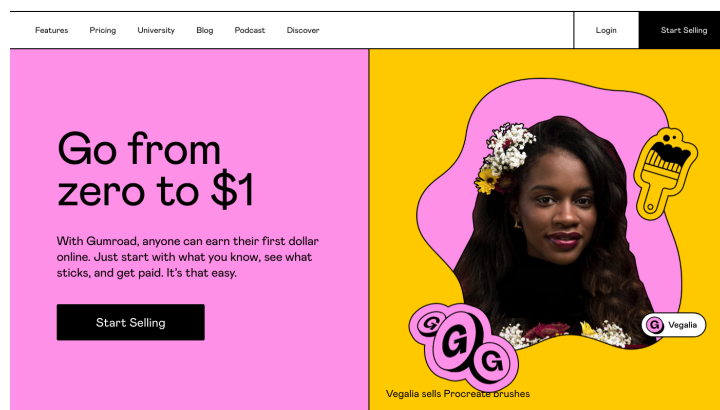 Features Pricing University Blog Podcast Discover Login Start Selling
Go from
zero to $1
With Gumroad, anyone can earn their first dollar
online. Just start with what you know, see what
sticks, and get paid. It's that easy.
Start Selling
G Vegalia
G G G
Vegalia sells Procreate brushes